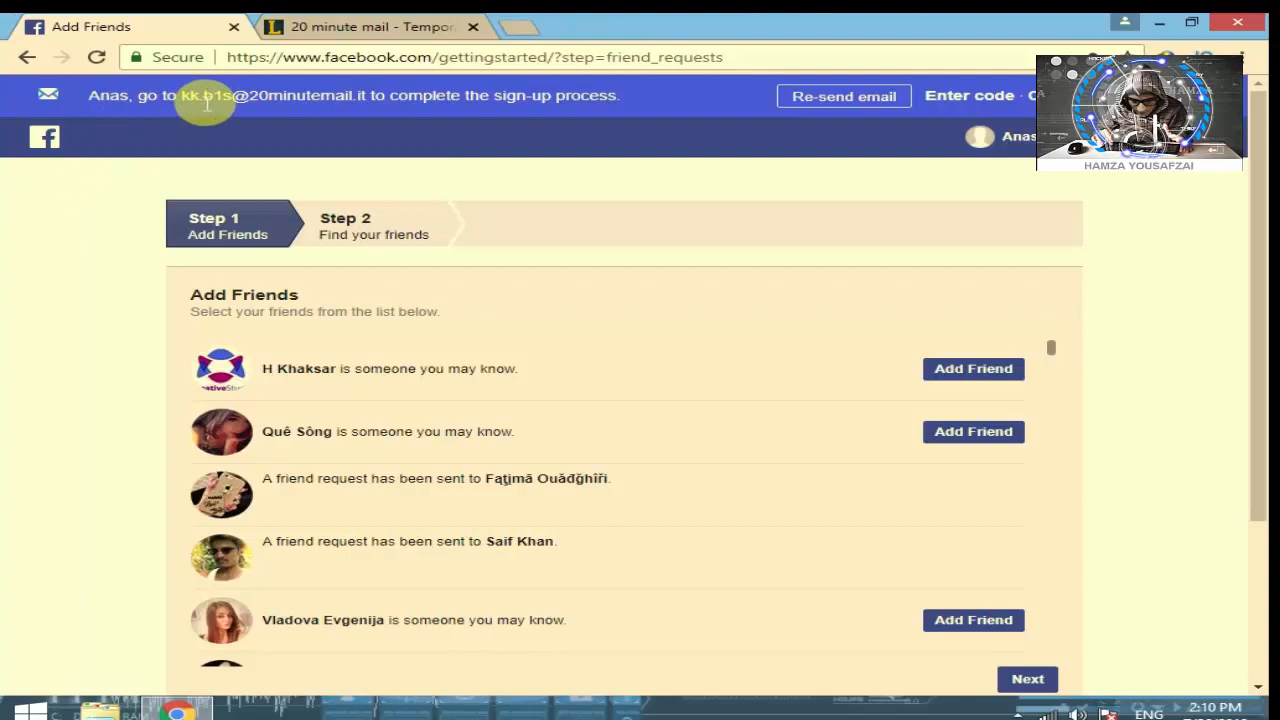 Add Friends
20 minute mail - Tempor
Secure
https://www.facebook.com/gettingstarted/?step=friend_requests
Anas, go to kk.b1s@20minutemail.it to complete the sign-up process.
Re-send email
Enter code ·
Anas
HAMZA YOUSAFZAI
Step 1
Add Friends
Step 2
Find your friends
Add Friends
Select your friends from the list below.
H Khaksar is someone you may know.
Add Friend
Quê Sông is someone you may know.
Add Friend
A friend request has been sent to Fąţįmā Ouăđğhîři.
A friend request has been sent to Saif Khan.
Vladova Evgenija is someone you may know.
Add Friend
Next
ENG
2:10 PM